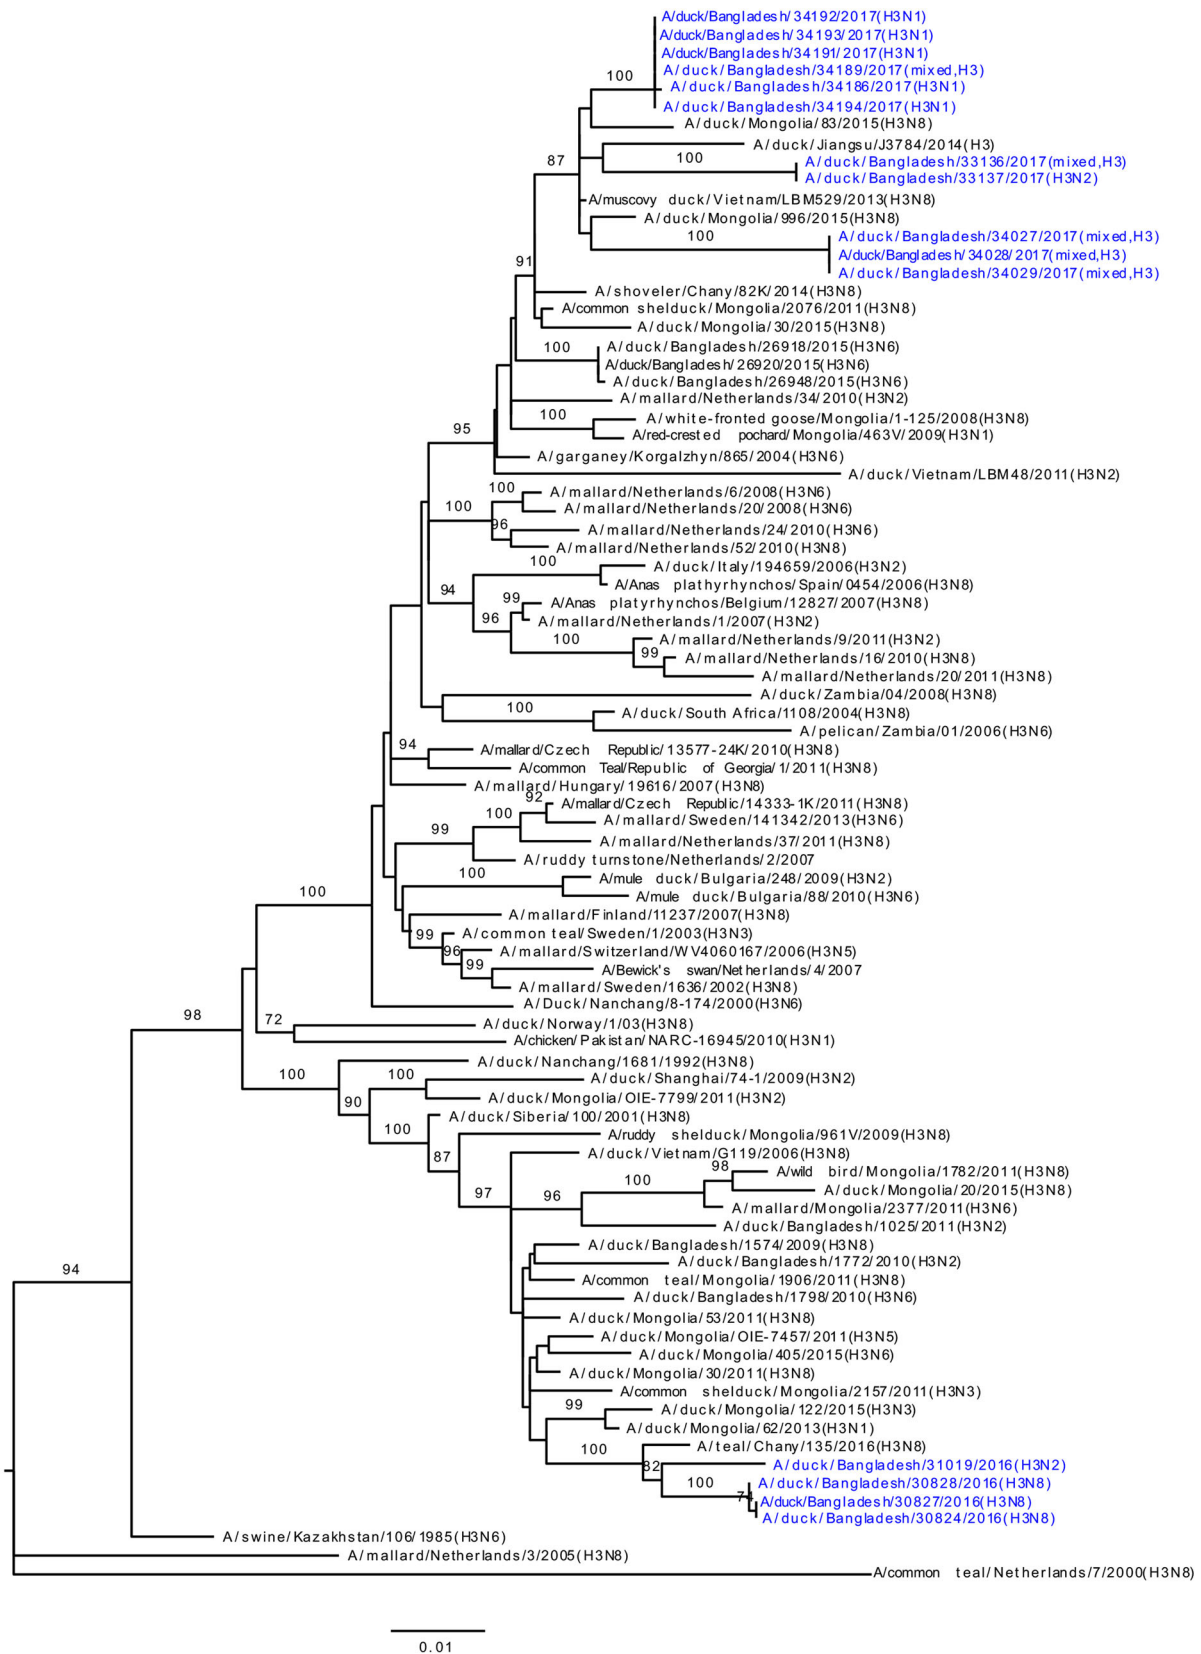 A/duck/Bangladesh/34192/2017(H3N1)
A/duck/Bangladesh/34193/2017(H3N1)
A/duck/Bangladesh/34191/2017(H3N1)
A/duck/Bangladesh/34189/2017(mixed,H3)
100
A/duck/Bangladesh/34186/2017(H3N1)
A/duck/Bangladesh/34194/2017(H3N1)
A/duck/Mongolia/83/2015(H3N8)
A/duck/Jiangsu/J3784/2014(H3)
87
100
A/duck/Bangladesh/33136/2017(mixed,H3)
A/duck/Bangladesh/33137/2017(H3N2)
A/muscovy duck/Vietnam/LBM529/2013(H3N8)
A/duck/Mongolia/996/2015(H3N8)
100
A/duck/Bangladesh/34027/2017(mixed,H3)
A/duck/Bangladesh/34028/2017(mixed,H3)
91
A/duck/Bangladesh/34029/2017(mixed,H3)
A/shoveler/Chany/82K/2014(H3N8)
A/common shelduck/Mongolia/2076/2011(H3N8)
A/duck/Mongolia/30/2015(H3N8)
100
A/duck/Bangladesh/26918/2015(H3N6)
A/duck/Bangladesh/26920/2015(H3N6)
A/duck/Bangladesh/26948/2015(H3N6)
A/mallard/Netherlands/34/2010(H3N2)
100
A/white-fronted goose/Mongolia/1-125/2008(H3N8)
95
A/red-crested pochard/Mongolia/463V/2009(H3N1)
A/garganey/Korgalzhyn/865/2004(H3N6)
A/duck/Vietnam/LBM48/2011(H3N2)
100
A/mallard/Netherlands/6/2008(H3N6)
100
A/mallard/Netherlands/20/2008(H3N6)
96
A/mallard/Netherlands/24/2010(H3N6)
A/mallard/Netherlands/52/2010(H3N8)
100
A/duck/Italy/194659/2006(H3N2)
94
A/Anas plathyrhynchos/Spain/0454/2006(H3N8)
99
A/Anas platyrhynchos/Belgium/12827/2007(H3N8)
96
A/mallard/Netherlands/1/2007(H3N2)
100
A/mallard/Netherlands/9/2011(H3N2)
99
A/mallard/Netherlands/16/2010(H3N8)
A/mallard/Netherlands/20/2011(H3N8)
A/duck/Zambia/04/2008(H3N8)
100
A/duck/South Africa/1108/2004(H3N8)
A/pelican/Zambia/01/2006(H3N6)
94
A/mallard/Czech Republic/13577-24K/2010(H3N8)
A/common Teal/Republic of Georgia/1/2011(H3N8)
A/mallard/Hungary/19616/2007(H3N8)
92
A/mallard/Czech Republic/14333-1K/2011(H3N8)
100
A/mallard/Sweden/141342/2013(H3N6)
99
A/mallard/Netherlands/37/2011(H3N8)
A/ruddy turnstone/Netherlands/2/2007
100
A/mule duck/Bulgaria/248/2009(H3N2)
100
A/mule duck/Bulgaria/88/2010(H3N6)
A/mallard/Finland/11237/2007(H3N8)
99
A/common teal/Sweden/1/2003(H3N3)
96
A/mallard/Switzerland/WV4060167/2006(H3N5)
99
A/Bewick's swan/Netherlands/4/2007
A/mallard/Sweden/1636/2002(H3N8)
A/Duck/Nanchang/8-174/2000(H3N6)
98
72
A/duck/Norway/1/03(H3N8)
A/chicken/Pakistan/NARC-16945/2010(H3N1)
A/duck/Nanchang/1681/1992(H3N8)
100
100
A/duck/Shanghai/74-1/2009(H3N2)
90
A/duck/Mongolia/OIE-7799/2011(H3N2)
A/duck/Siberia/100/2001(H3N8)
100
A/ruddy shelduck/Mongolia/961V/2009(H3N8)
87
A/duck/Vietnam/G119/2006(H3N8)
98
A/wild bird/Mongolia/1782/2011(H3N8)
100
97
96
A/duck/Mongolia/20/2015(H3N8)
A/mallard/Mongolia/2377/2011(H3N6)
A/duck/Bangladesh/1025/2011(H3N2)
A/duck/Bangladesh/1574/2009(H3N8)
A/duck/Bangladesh/1772/2010(H3N2)
94
A/common teal/Mongolia/1906/2011(H3N8)
A/duck/Bangladesh/1798/2010(H3N6)
A/duck/Mongolia/53/2011(H3N8)
A/duck/Mongolia/OIE-7457/2011(H3N5)
A/duck/Mongolia/405/2015(H3N6)
A/duck/Mongolia/30/2011(H3N8)
A/common shelduck/Mongolia/2157/2011(H3N3)
99
A/duck/Mongolia/122/2015(H3N3)
A/duck/Mongolia/62/2013(H3N1)
100
A/teal/Chany/135/2016(H3N8)
82
A/duck/Bangladesh/31019/2016(H3N2)
100
A/duck/Bangladesh/30828/2016(H3N8)
74
A/duck/Bangladesh/30827/2016(H3N8)
A/duck/Bangladesh/30824/2016(H3N8)
A/swine/Kazakhstan/106/1985(H3N6)
A/mallard/Netherlands/3/2005(H3N8)
A/common teal/Netherlands/7/2000(H3N8)
0.01